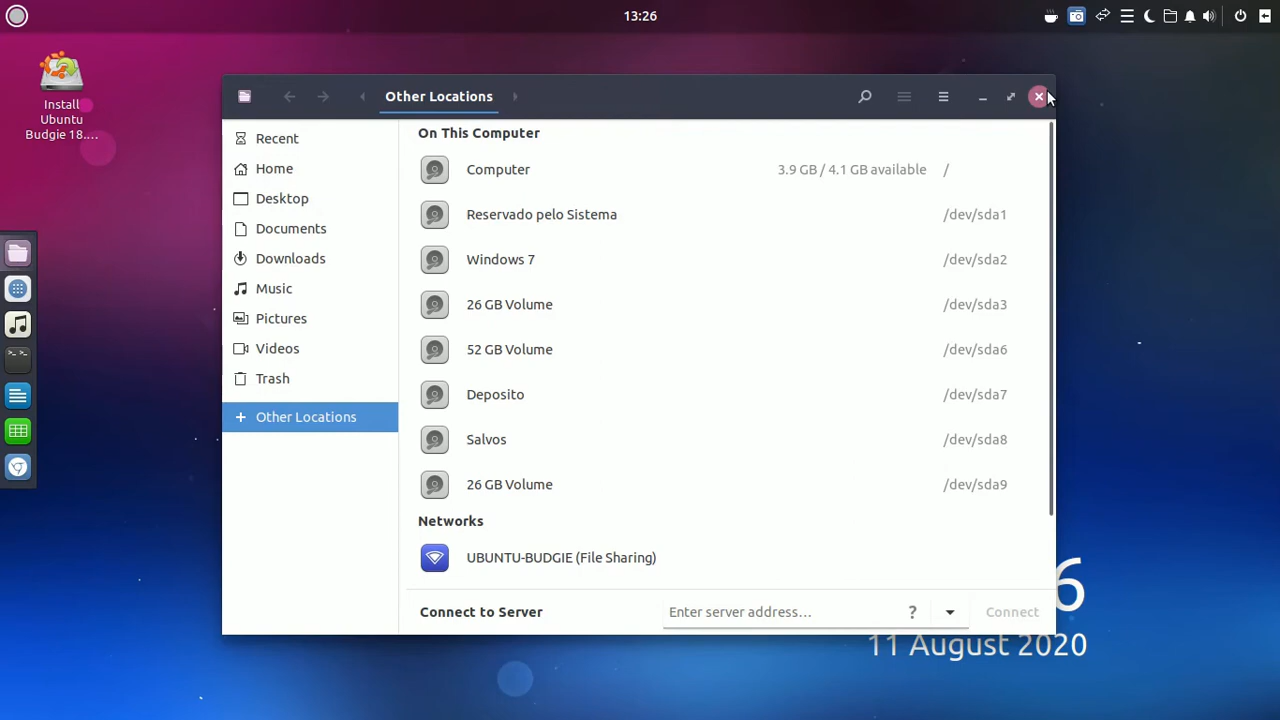 13:26
Install
Ubuntu
Budgie 18....
Other Locations
Recent
Home
Desktop
Documents
Downloads
Music
Pictures
Videos
Trash
+ Other Locations
On This Computer
Computer 3.9 GB / 4.1 GB available /
Reservado pelo Sistema /dev/sda1
Windows 7 /dev/sda2
26 GB Volume /dev/sda3
52 GB Volume /dev/sda6
Deposito /dev/sda7
Salvos /dev/sda8
26 GB Volume /dev/sda9
Networks
UBUNTU-BUDGIE (File Sharing)
Connect to Server Enter server address... ? Connect
6
11 August 2020